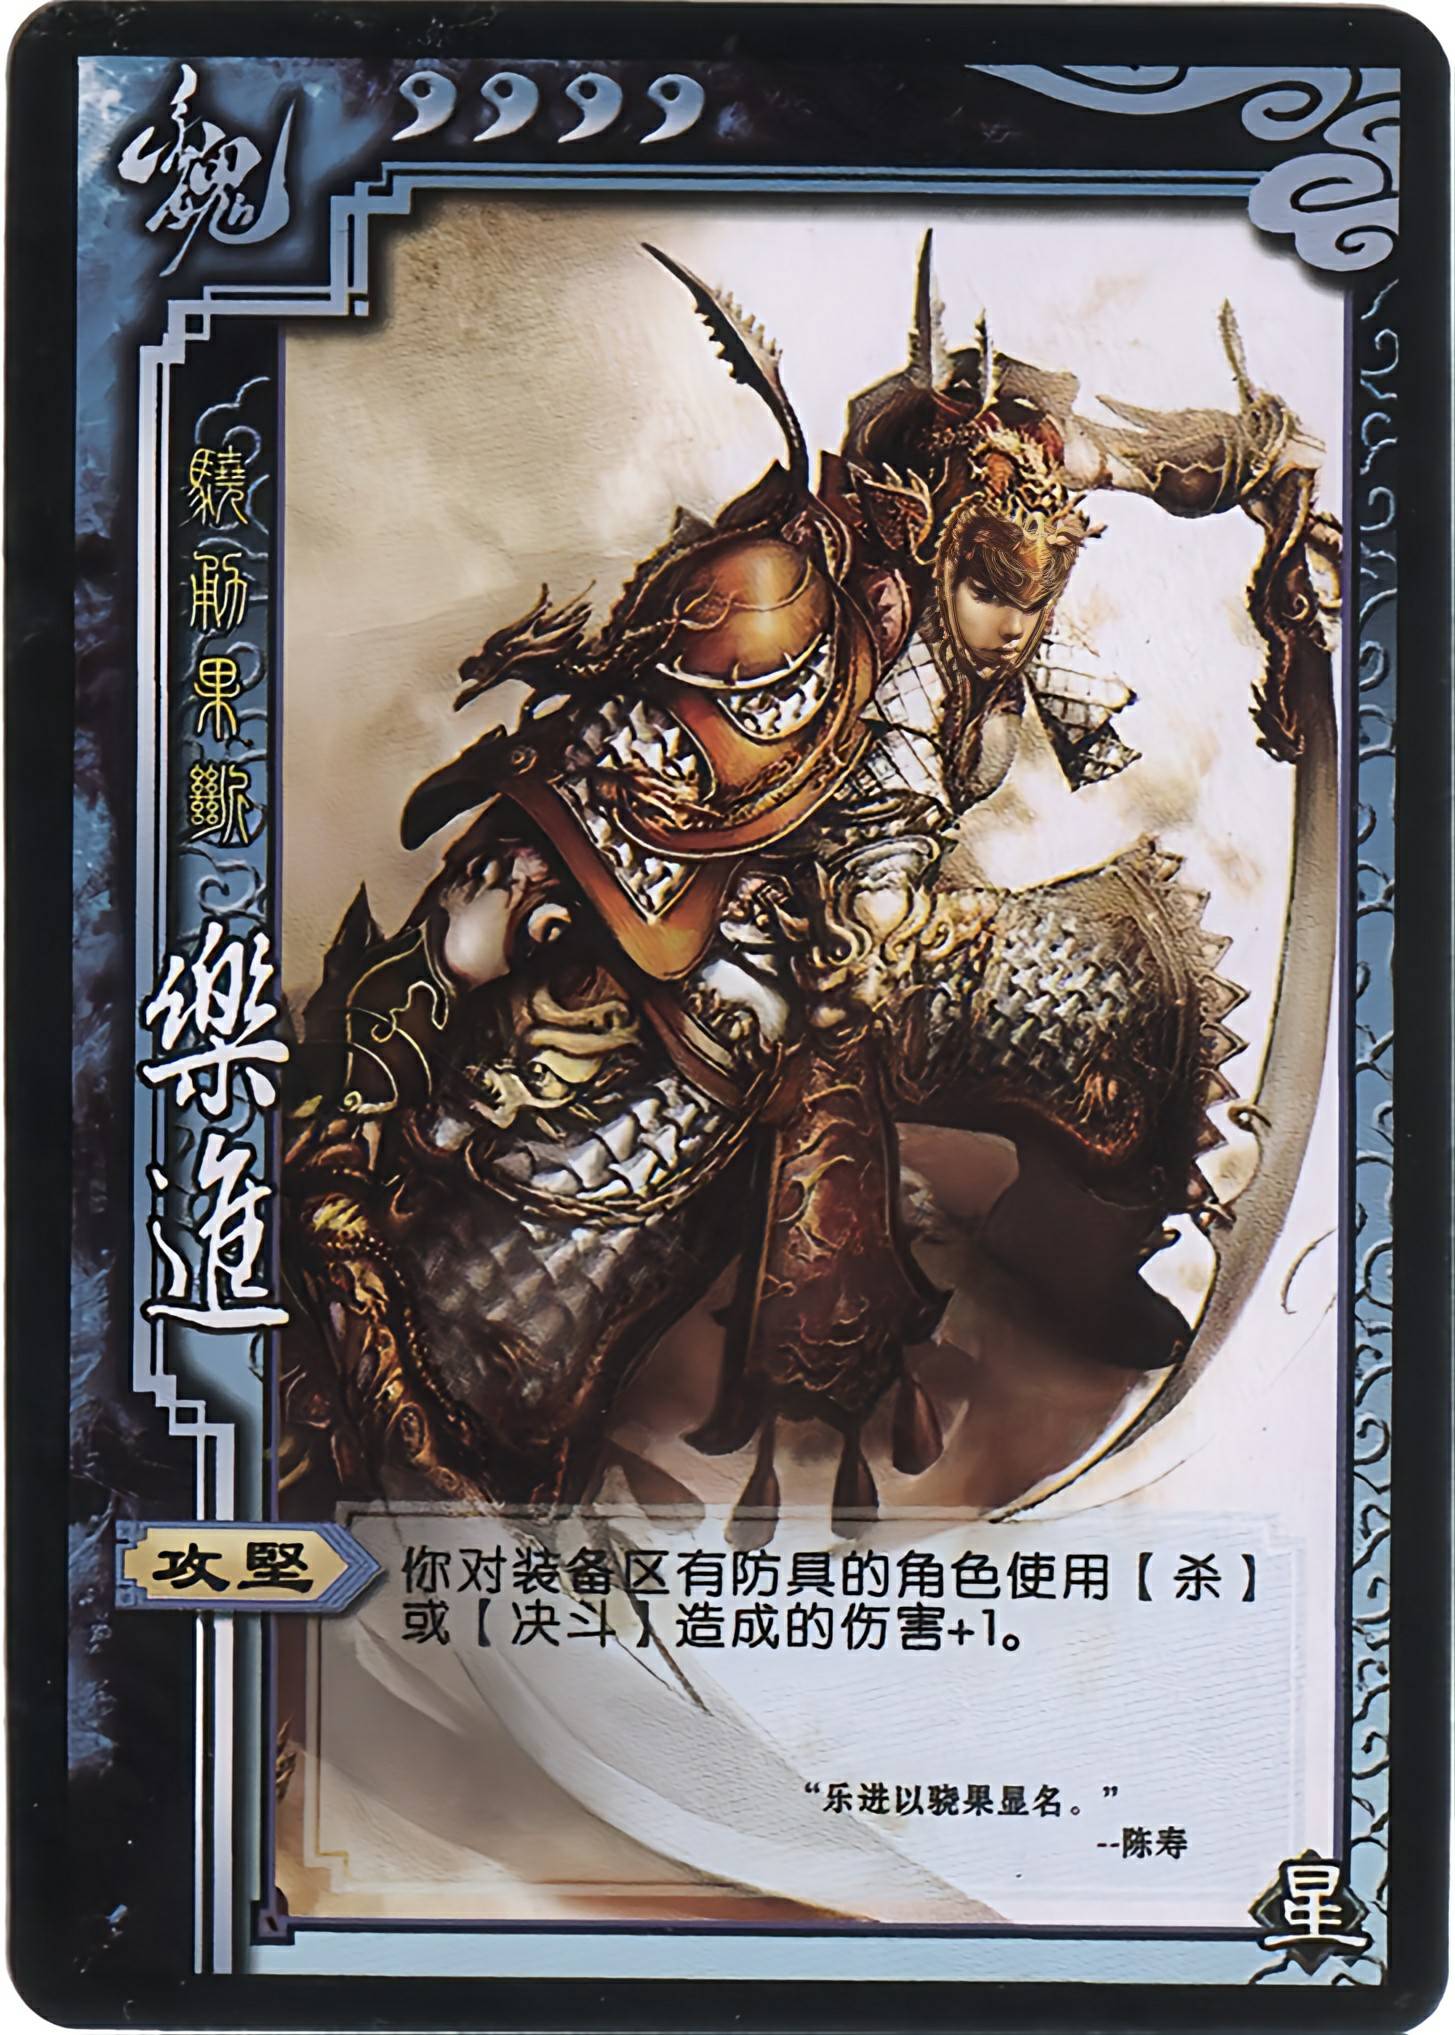 魏
驍勇果斷
樂進
攻堅
你对装备区有防具的角色使用【杀】
或【决斗】造成的伤害+1。
“乐进以骁果显名。”
--陈寿
星